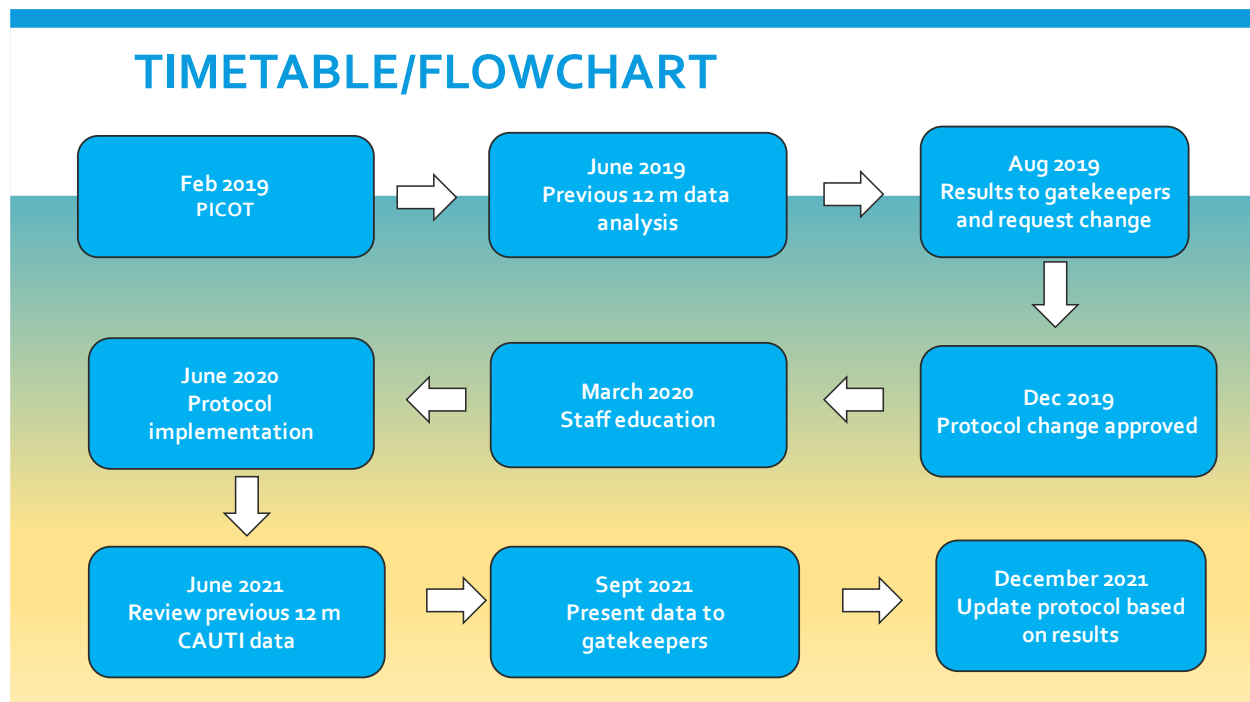 TIMETABLE/FLOWCHART
Feb 2019
PICOT
June 2019
Previous 12 m data
analysis
Aug 2019
Results to gatekeepers
and request change
Dec 2019
Protocol change approved
March 2020
Staff education
June 2020
Protocol
implementation
June 2021
Review previous 12 m
CAUTI data
Sept 2021
Present data to
gatekeepers
December 2021
Update protocol based
on results